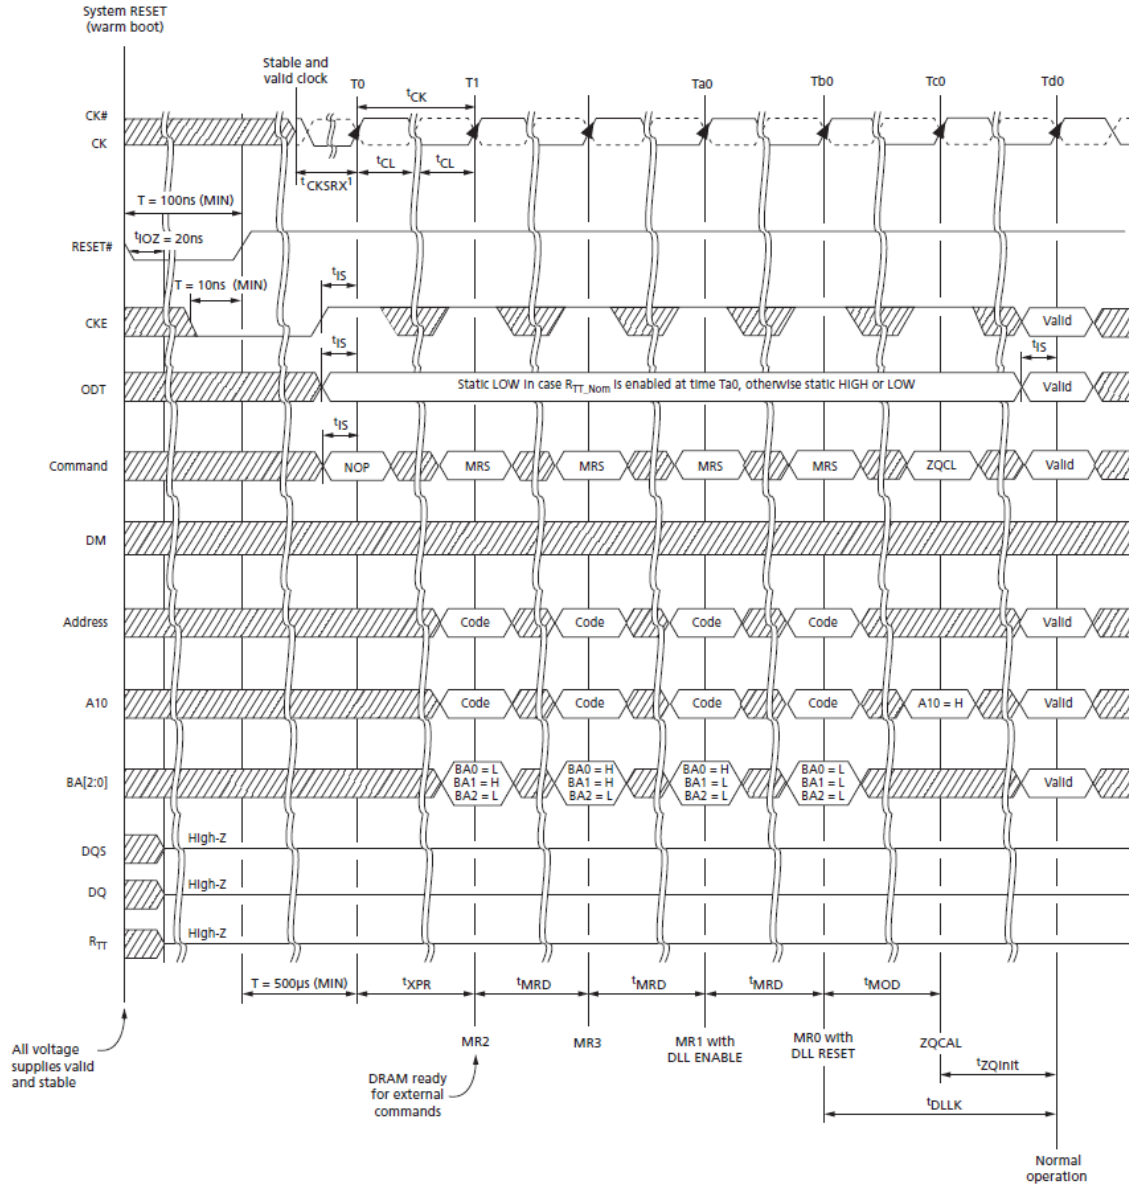 System RESET
(warm boot)
Stable and
valid clock
T0
T1
Ta0
Tb0
Tc0
Td0
tCK
CK#
CK
tCKSRX1
tCL
tCL
T = 100ns (MIN)
tIOZ = 20ns
RESET#
T = 10ns (MIN)
tIS
CKE
Valid
tIS
tIS
ODT
Static LOW in case RTT_Nom is enabled at time Ta0, otherwise static HIGH or LOW
Valid
tIS
Command
NOP
MRS
MRS
MRS
MRS
ZQCL
Valid
DM
Address
Code
Code
Code
Code
Valid
A10
Code
Code
Code
Code
A10 = H
Valid
BA[2:0]
BA0 = L
BA1 = H
BA2 = L
BA0 = H
BA1 = H
BA2 = L
BA0 = H
BA1 = L
BA2 = L
BA0 = L
BA1 = L
BA2 = L
Valid
DQS
High-Z
DQ
High-Z
RTT
High-Z
T = 500μs (MIN)
tXPR
tMRD
tMRD
tMRD
tMOD
All voltage
supplies valid
and stable
MR2
MR3
MR1 with
DLL ENABLE
MR0 with
DLL RESET
ZQCAL
tZQinit
DRAM ready
for external
commands
tDLLK
Normal
operation